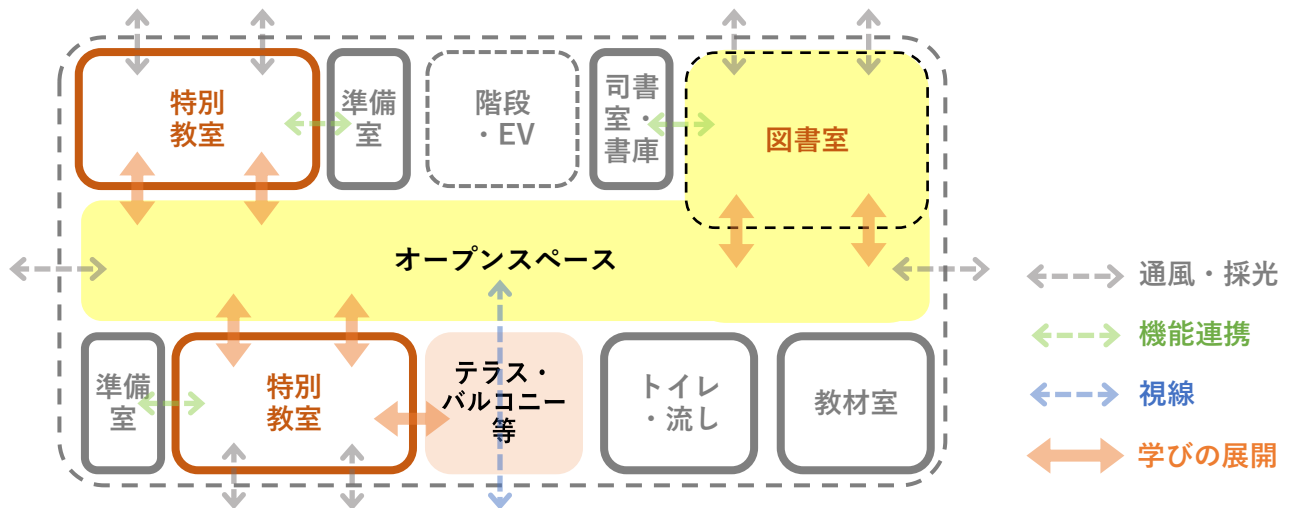 特別
教室
準備
室
階段
・EV
司書
室・
書庫
図書室
オープンスペース
準備
室
特別
教室
テラス・
バルコニー
等
トイレ
・流し
教材室
通風・採光
機能連携
視線
学びの展開